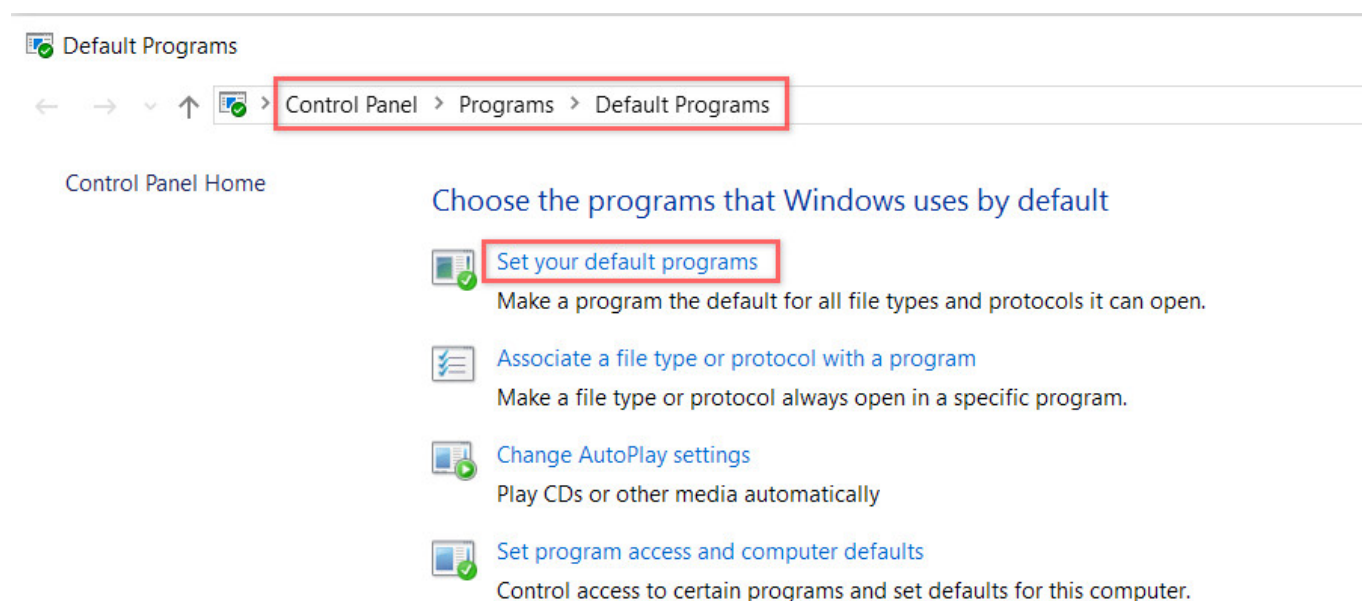 Default Programs
Control Panel > Programs > Default Programs
Control Panel Home
Choose the programs that Windows uses by default
Set your default programs
Make a program the default for all file types and protocols it can open.
Associate a file type or protocol with a program
Make a file type or protocol always open in a specific program.
Change AutoPlay settings
Play CDs or other media automatically
Set program access and computer defaults
Control access to certain programs and set defaults for this computer.